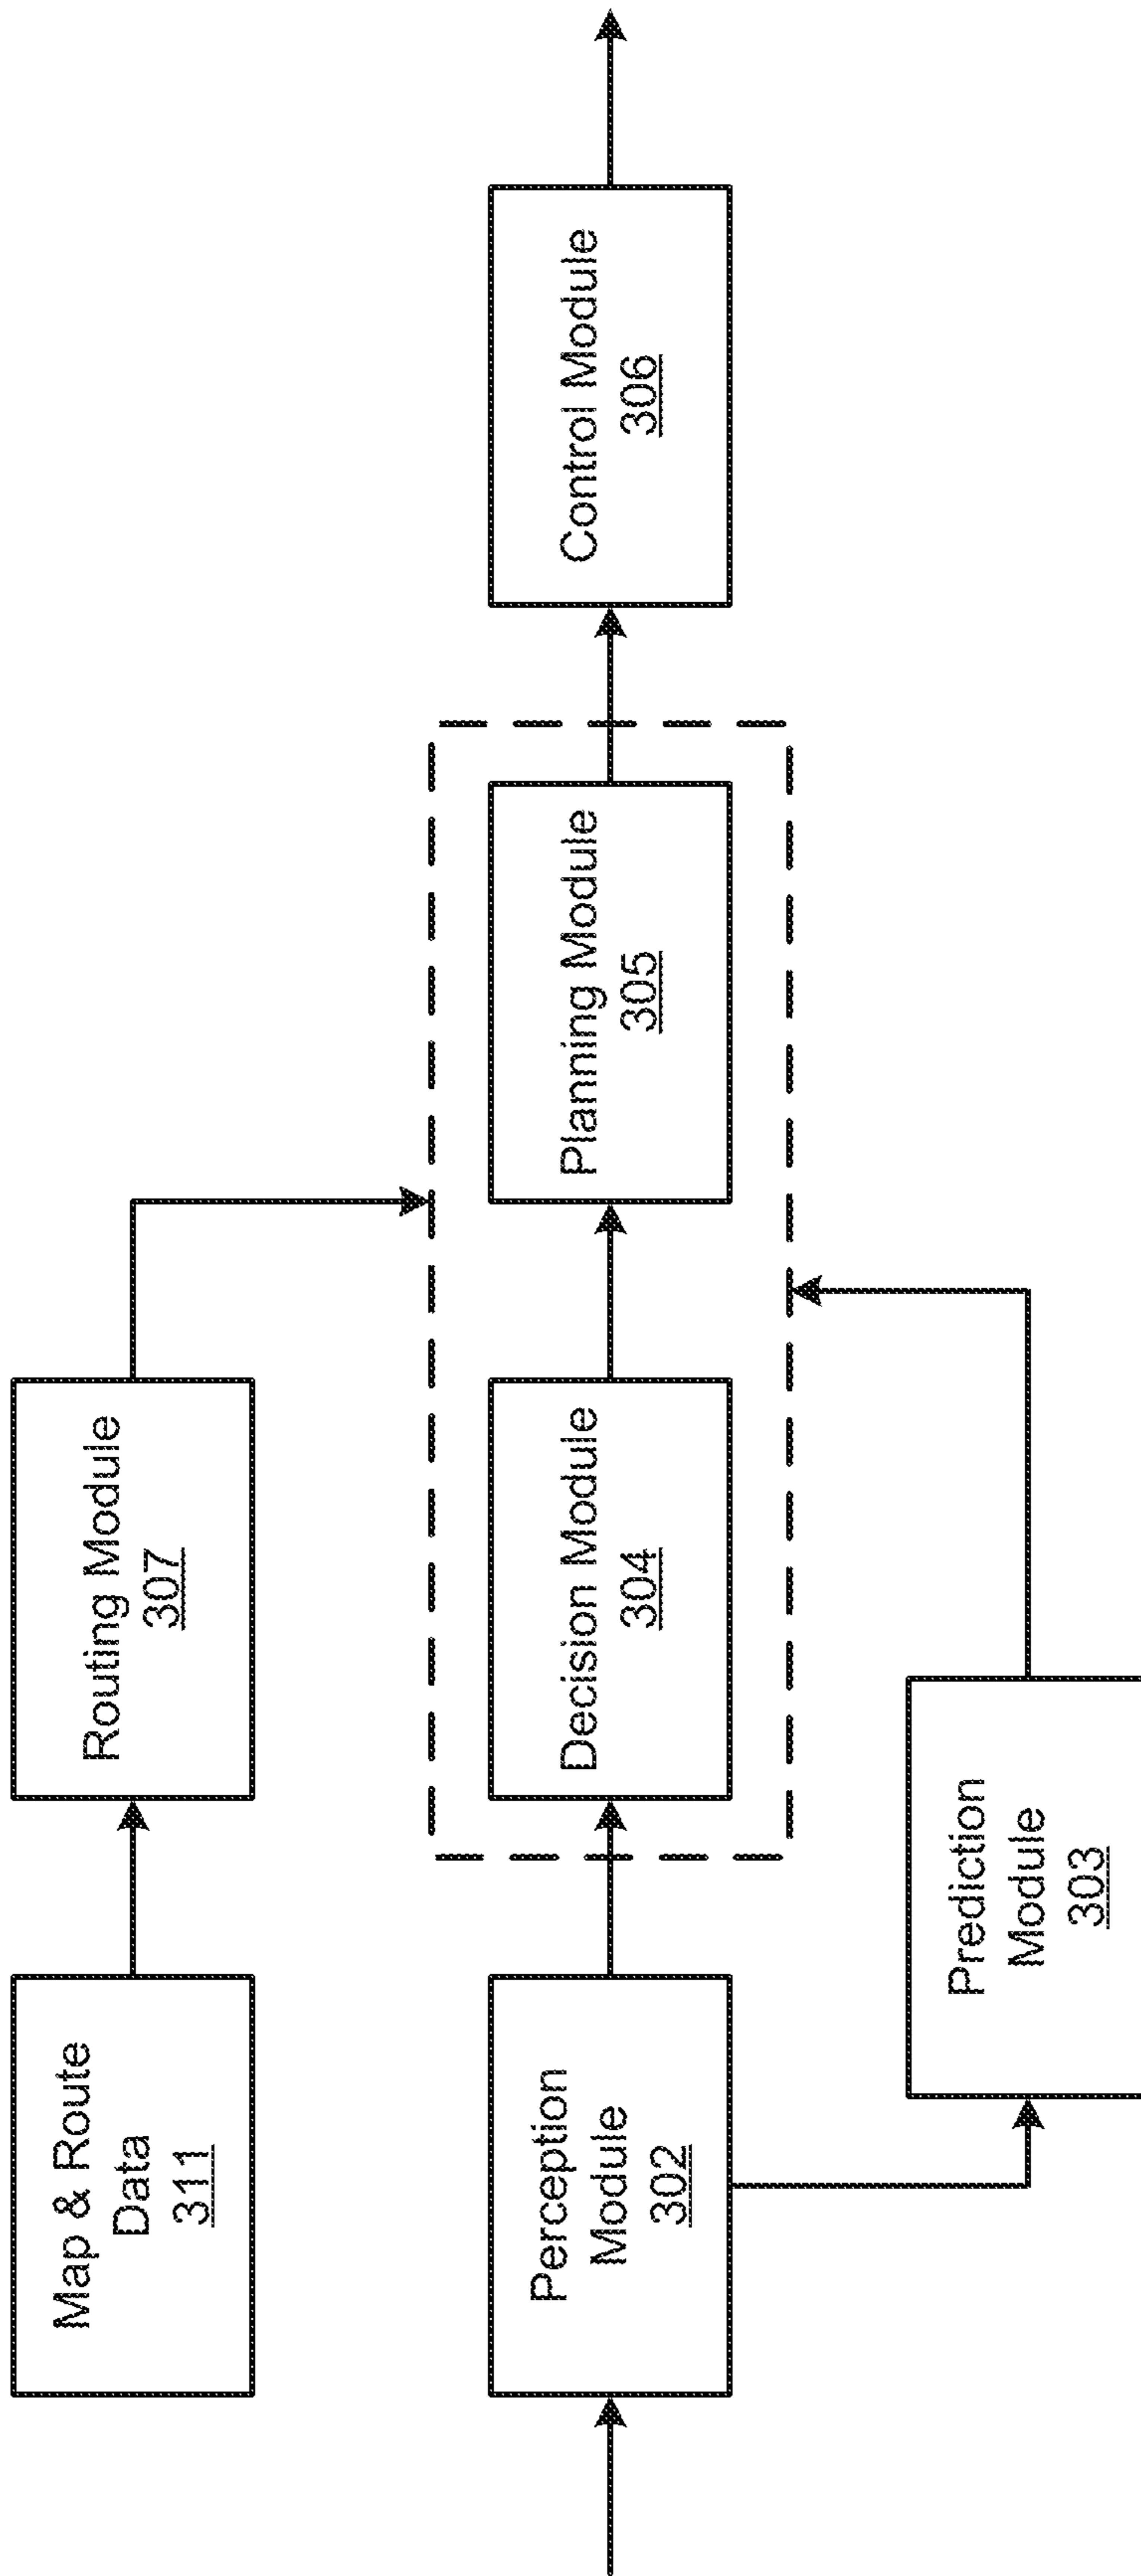 Map & Route
Data
311
Routing Module
307
Perception
Module
302
Decision Module
304
Planning Module
305
Control Module
306
Prediction
Module
303